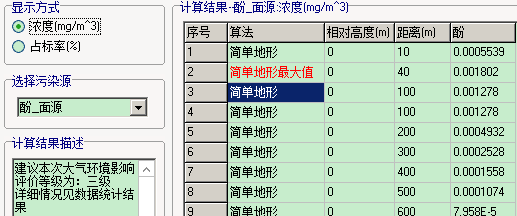 显示方式
浓度(mg/m^3)
占标率(%)
选择污染源
酚_面源
计算结果描述
建议本次大气环境影响
评价等级为：三级
详细情况见数据统计结
果
计算结果-酚_面源:浓度(mg/m^3)
序号 算法 相对高度(m) 距离(m) 酚
1 简单地形 0 10 0.0005539
2 简单地形最大值 0 40 0.001802
3 简单地形 0 100 0.001278
4 简单地形 0 100 0.001278
5 简单地形 0 200 0.0004932
6 简单地形 0 300 0.0002528
7 简单地形 0 400 0.0001558
8 简单地形 0 500 0.0001074
9 简单地形 0 600 7.958E-5